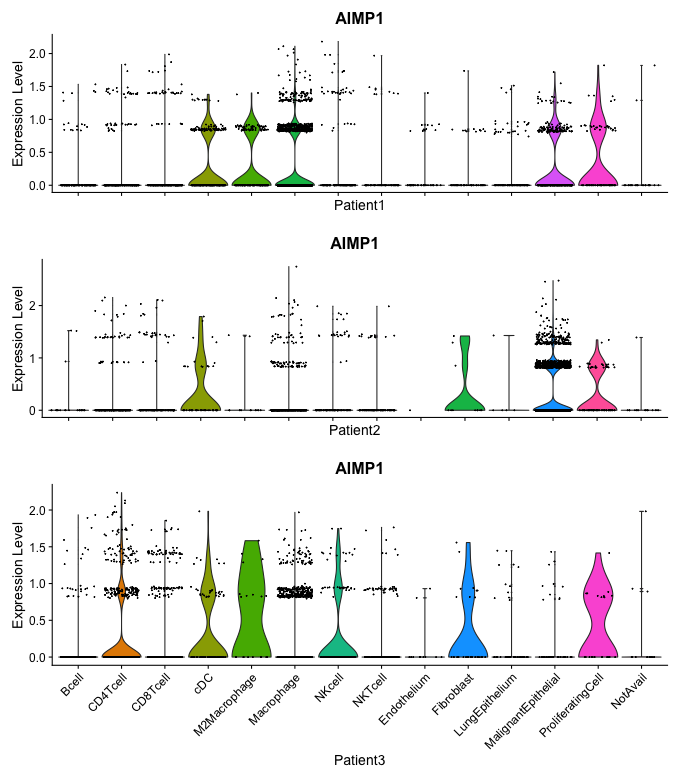 AIMP1
Expression Level
2.0
1.5
1.0
0.5
0.0
Patient1
AIMP1
Expression Level
2
1
0
Patient2
AIMP1
Expression Level
2.0
1.5
1.0
0.5
0.0
Bcell
CD4Tcell
CD8Tcell
cDC
M2Macrophage
Macrophage
NKcell
NKTcell
Endothelium
Fibroblast
LungEpithelium
MalignantEpithelial
ProliferatingCell
NotAvail
Patient3